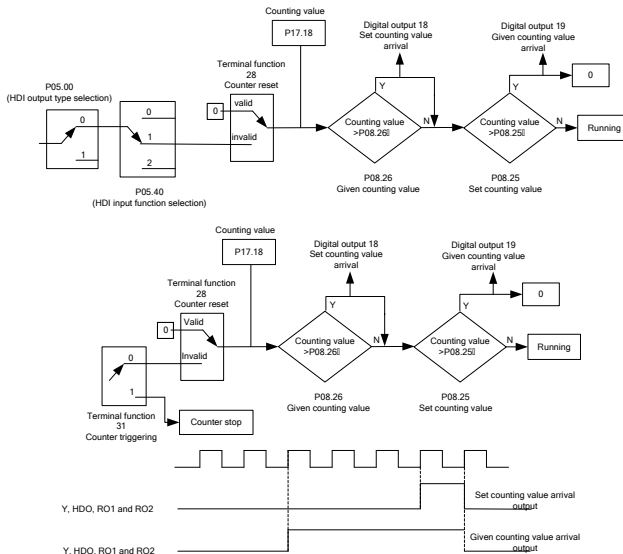 Counting value
P17.18
Digital output 18
Set counting value
arrival
Digital output 19
Given counting value
arrival
Terminal function
28
Counter reset
P05.00
(HDI output type selection)
0
valid
Y
Y
0
0
0
1
invalid
Counting value
>P08.26
N
Counting value
>P08.25
N
Running
1
2
P05.40
(HDI input function selection)
P08.26
Given counting value
P08.25
Set counting value
Counting value
P17.18
Digital output 18
Set counting value
arrival
Digital output 19
Given counting value
arrival
Terminal function
28
Counter reset
0
Valid
Y
Y
0
0
Invalid
Counting value
>P08.26
N
Counting value
>P08.25
N
Running
1
Terminal function
31
Counter triggering
Counter stop
P08.26
Given counting value
P08.25
Set counting value
Y, HDO, RO1 and RO2
Set counting value arrival
output
Y, HDO, RO1 and RO2
Given counting value arrival
output